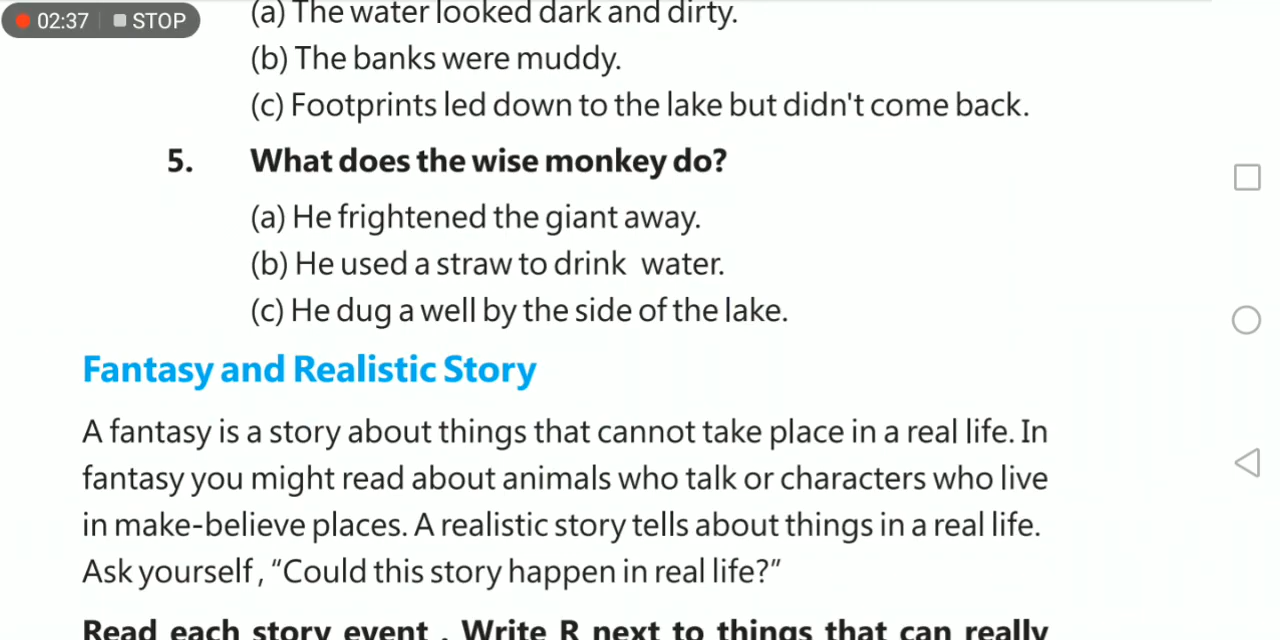 02:37 STOP
(a) The water looked dark and dirty.
(b) The banks were muddy.
(c) Footprints led down to the lake but didn't come back.
5. What does the wise monkey do?
(a) He frightened the giant away.
(b) He used a straw to drink water.
(c) He dug a well by the side of the lake.
Fantasy and Realistic Story
A fantasy is a story about things that cannot take place in a real life. In
fantasy you might read about animals who talk or characters who live
in make-believe places. A realistic story tells about things in a real life.
Ask yourself, “Could this story happen in real life?”
Read each story event . Write R next to things that can really